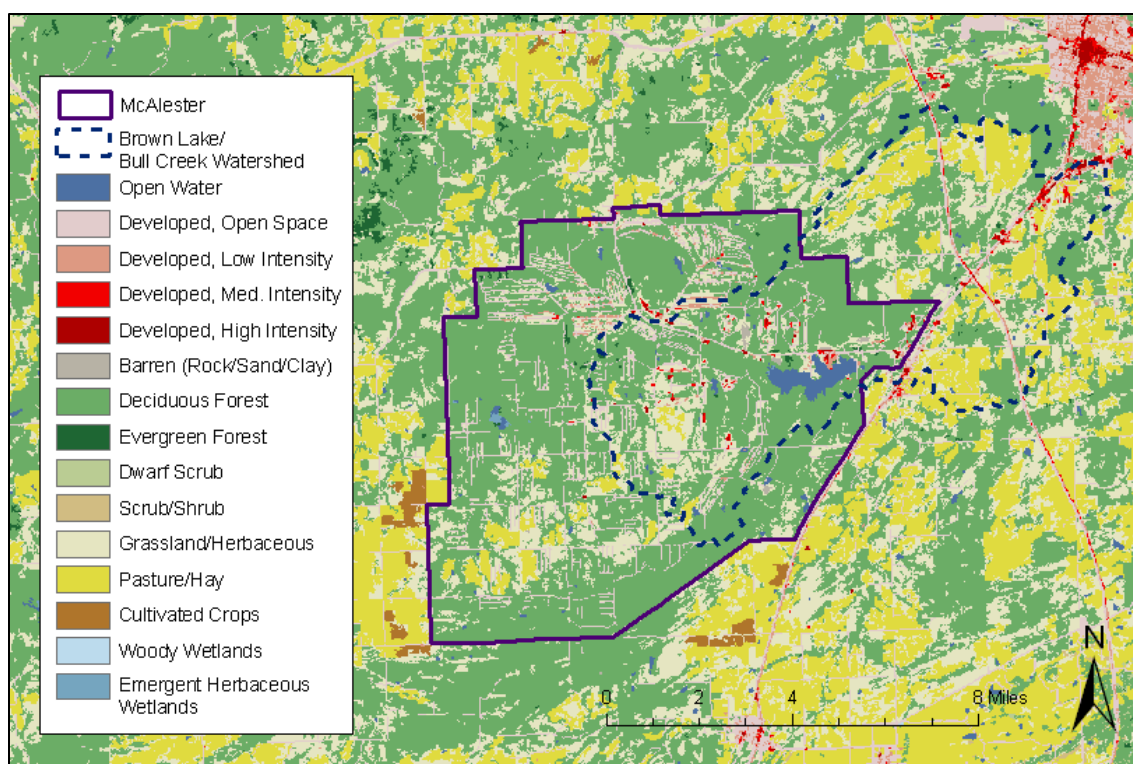 McAlester
Brown Lake/
Bull Creek Watershed
Open Water
Developed, Open Space
Developed, Low Intensity
Developed, Med. Intensity
Developed, High Intensity
Barren (Rock/Sand/Clay)
Deciduous Forest
Evergreen Forest
Dwarf Scrub
Scrub/Shrub
Grassland/Herbaceous
Pasture/Hay
Cultivated Crops
Woody Wetlands
Emergent Herbaceous
Wetlands
N
0 2 4 8 Miles